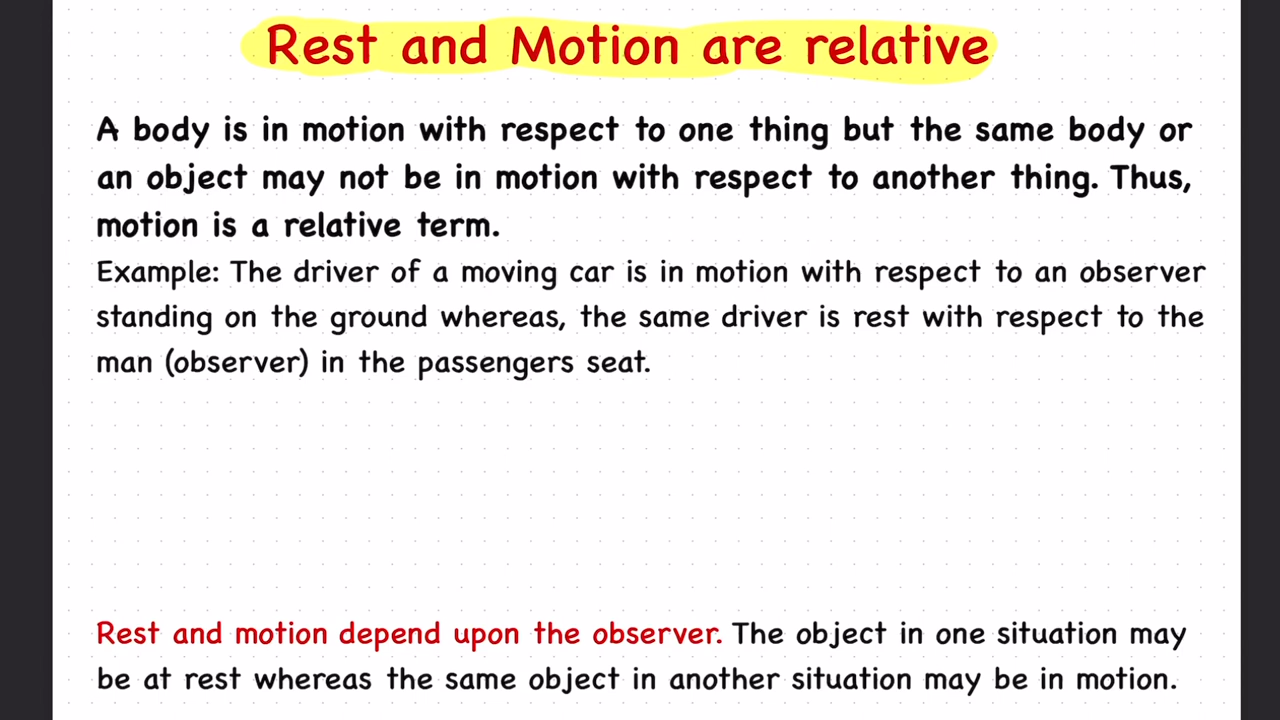 Rest and Motion are relative
A body is in motion with respect to one thing but the same body or
an object may not be in motion with respect to another thing. Thus,
motion is a relative term.
Example: The driver of a moving car is in motion with respect to an observer
standing on the ground whereas, the same driver is rest with respect to the
man (observer) in the passengers seat.
Rest and motion depend upon the observer. The object in one situation may
be at rest whereas the same object in another situation may be in motion.